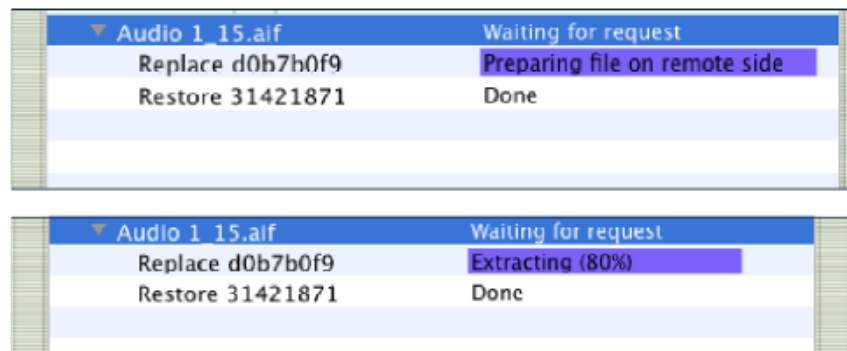 Audio 1_15.aif Waiting for request
Replace d0b7b0f9 Preparing file on remote side
Restore 31421871 Done
Audio 1_15.aif Waiting for request
Replace d0b7b0f9 Extracting (80%)
Restore 31421871 Done